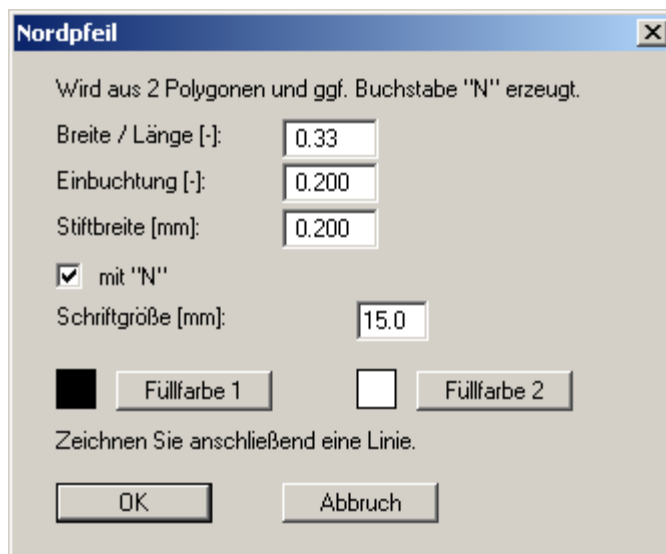 Nordpfeil
Wird aus 2 Polygonen und ggf. Buchstabe "N" erzeugt.
Breite / Länge [-]: 0.33
Einbuchtung [-]: 0.200
Stiftbreite [mm]: 0.200
mit "N"
Schriftgröße [mm]: 15.0
Füllfarbe 1 Füllfarbe 2
Zeichnen Sie anschließend eine Linie.
OK Abbruch